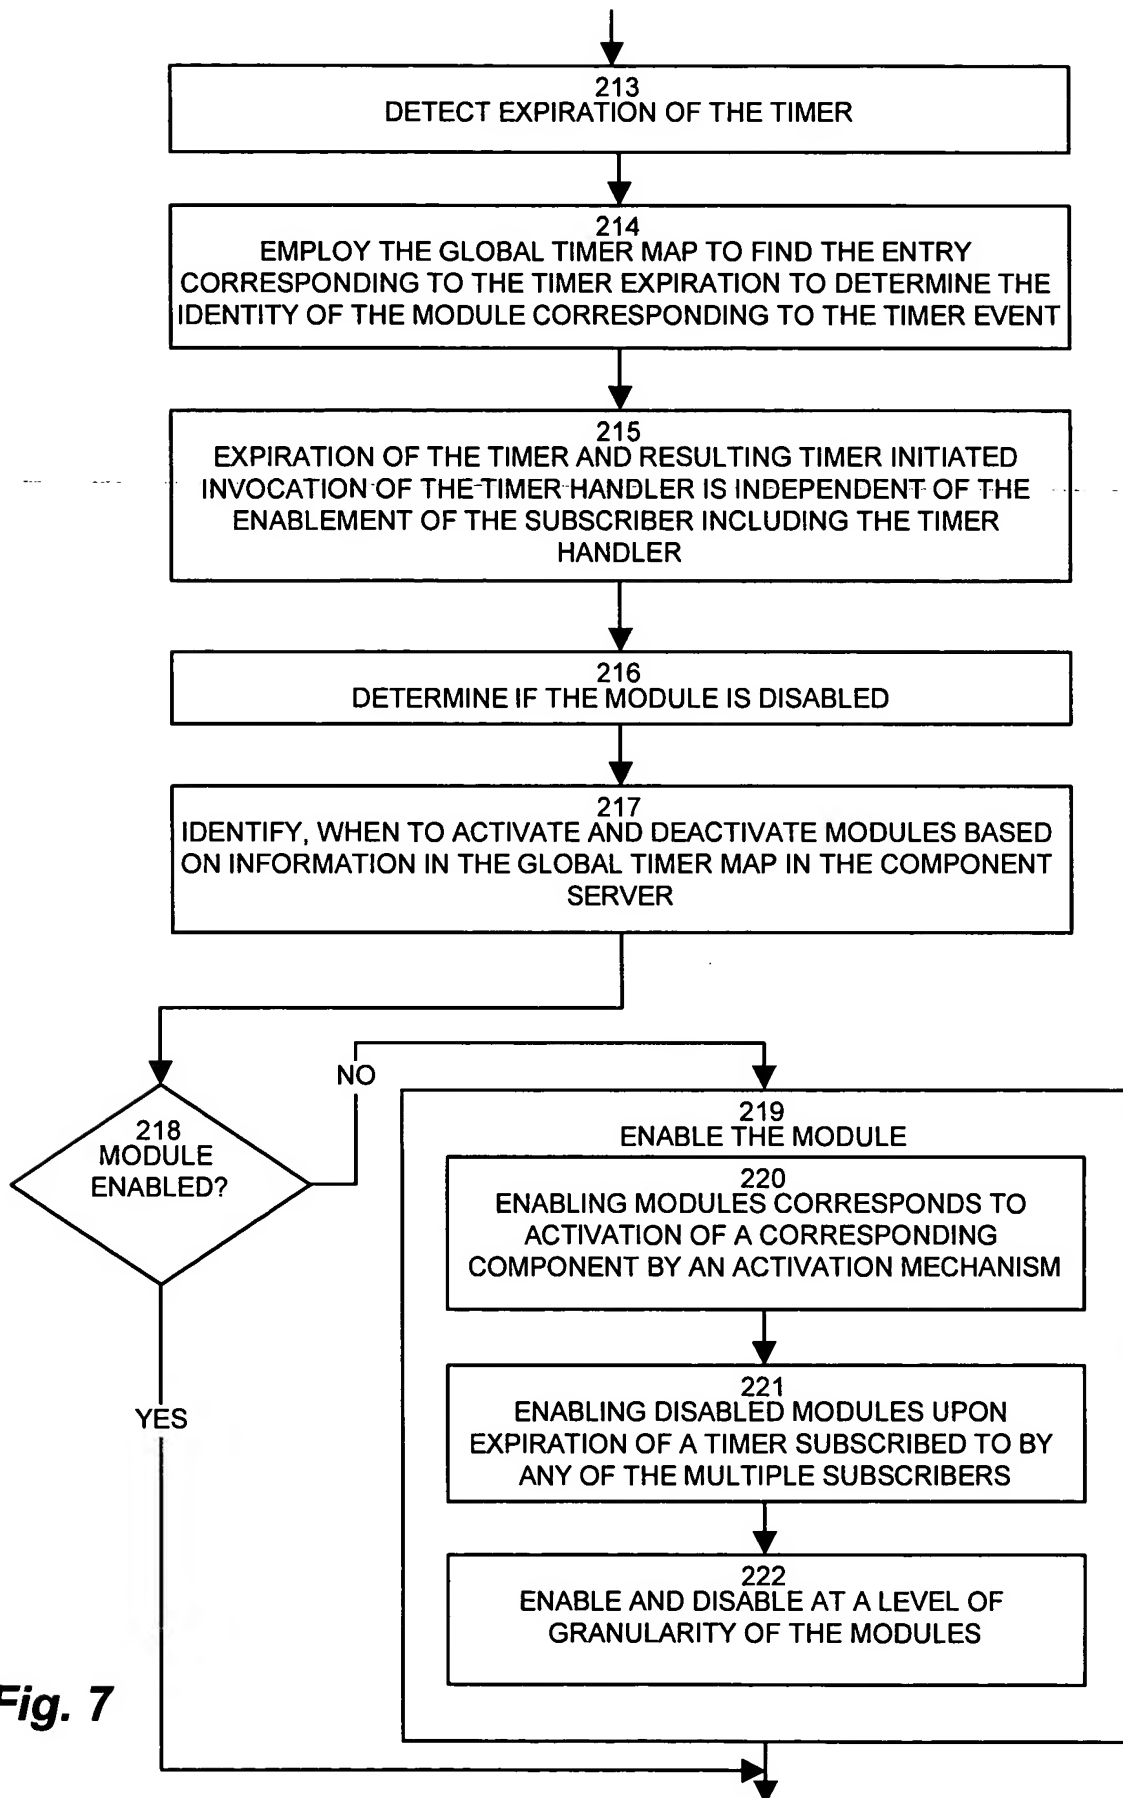 213
DETECT EXPIRATION OF THE TIMER
214
EMPLOY THE GLOBAL TIMER MAP TO FIND THE ENTRY
CORRESPONDING TO THE TIMER EXPIRATION TO DETERMINE THE
IDENTITY OF THE MODULE CORRESPONDING TO THE TIMER EVENT
215
EXPIRATION OF THE TIMER AND RESULTING TIMER INITIATED
INVOCATION OF THE TIMER HANDLER IS INDEPENDENT OF THE
ENABLEMENT OF THE SUBSCRIBER INCLUDING THE TIMER
HANDLER
216
DETERMINE IF THE MODULE IS DISABLED
217
IDENTIFY, WHEN TO ACTIVATE AND DEACTIVATE MODULES BASED
ON INFORMATION IN THE GLOBAL TIMER MAP IN THE COMPONENT
SERVER
218
MODULE
ENABLED?
NO
YES
219
ENABLE THE MODULE
220
ENABLING MODULES CORRESPONDS TO
ACTIVATION OF A CORRESPONDING
COMPONENT BY AN ACTIVATION MECHANISM
221
ENABLING DISABLED MODULES UPON
EXPIRATION OF A TIMER SUBSCRIBED TO BY
ANY OF THE MULTIPLE SUBSCRIBERS
222
ENABLE AND DISABLE AT A LEVEL OF
GRANULARITY OF THE MODULES
Fig. 7